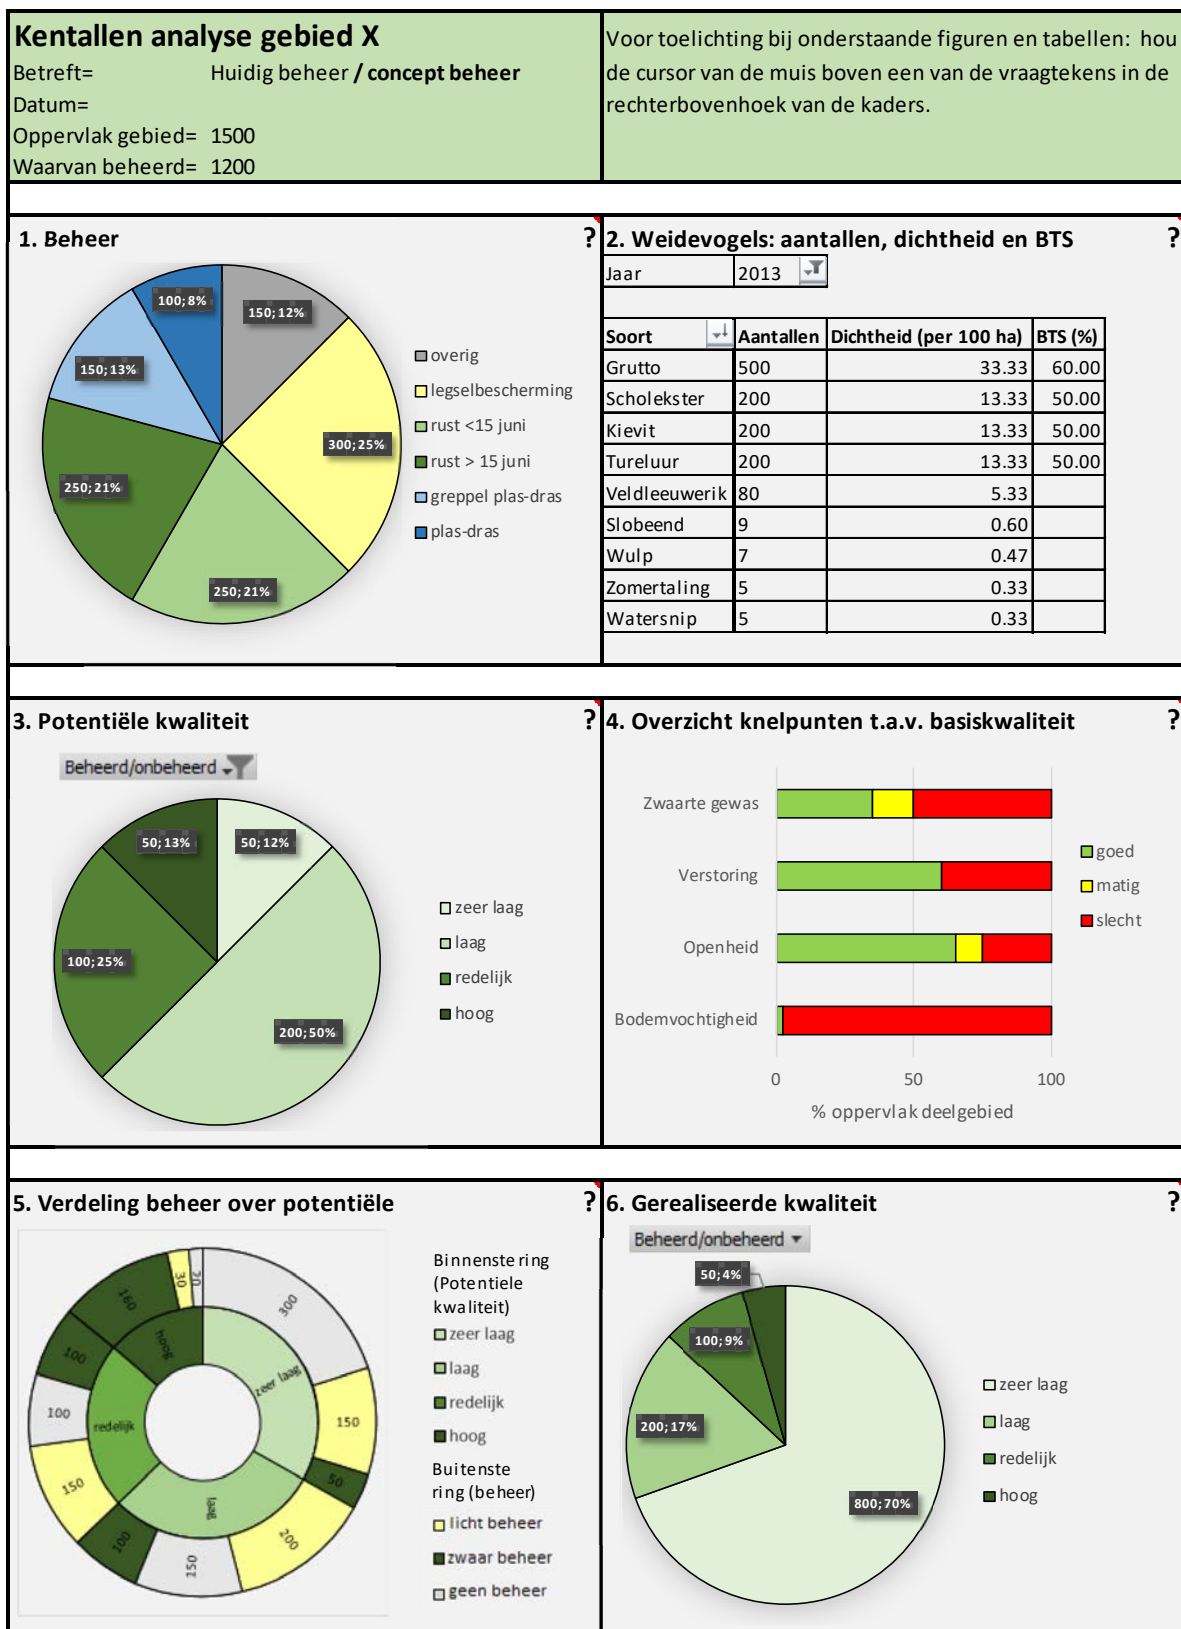 Kentallen analyse gebied X
Betreft= Huidig beheer / concept beheer
Datum=
Oppervlak gebied= 1500
Waarvan beheerd= 1200
Voor toelichting bij onderstaande figuren en tabellen: hou
de cursor van de muis boven een van de vraagtekens in de
rechterbovenhoek van de kaders.
1. Beheer ?
100; 8%
150; 12%
150; 13%
300; 25%
250; 21%
250; 21%
overig
legselbescherming
rust <15 juni
rust > 15 juni
greppel plas-dras
plas-dras
2. Weidevogels: aantallen, dichtheid en BTS ?
Jaar 2013
Soort Aantallen Dichtheid (per 100 ha) BTS (%)
Grutto 500 33.33 60.00
Scholekster 200 13.33 50.00
Kievit 200 13.33 50.00
Tureluur 200 13.33 50.00
Veldleeuwerik 80 5.33
Slobeend 9 0.60
Wulp 7 0.47
Zomertaling 5 0.33
Watersnip 5 0.33
3. Potentiële kwaliteit ?
Beheerd/onbeheerd
50; 13%
50; 12%
100; 25%
200; 50%
zeer laag
laag
redelijk
hoog
4. Overzicht knelpunten t.a.v. basiskwaliteit ?
Zwaarte gewas
Verstoring
Openheid
Bodemvochtigheid
0 50 100
% oppervlak deelgebied
goed
matig
slecht
5. Verdeling beheer over potentiële ?
300
150
50
200
150
100
150
100
100
160
30
20
zeer laag
laag
redelijk
hoog
Binnenste ring
(Potentiele
kwaliteit)
zeer laag
laag
redelijk
hoog
Buitenste
ring (beheer)
licht beheer
zwaar beheer
geen beheer
6. Gerealiseerde kwaliteit ?
Beheerd/onbeheerd
50; 4%
100; 9%
200; 17%
800; 70%
zeer laag
laag
redelijk
hoog